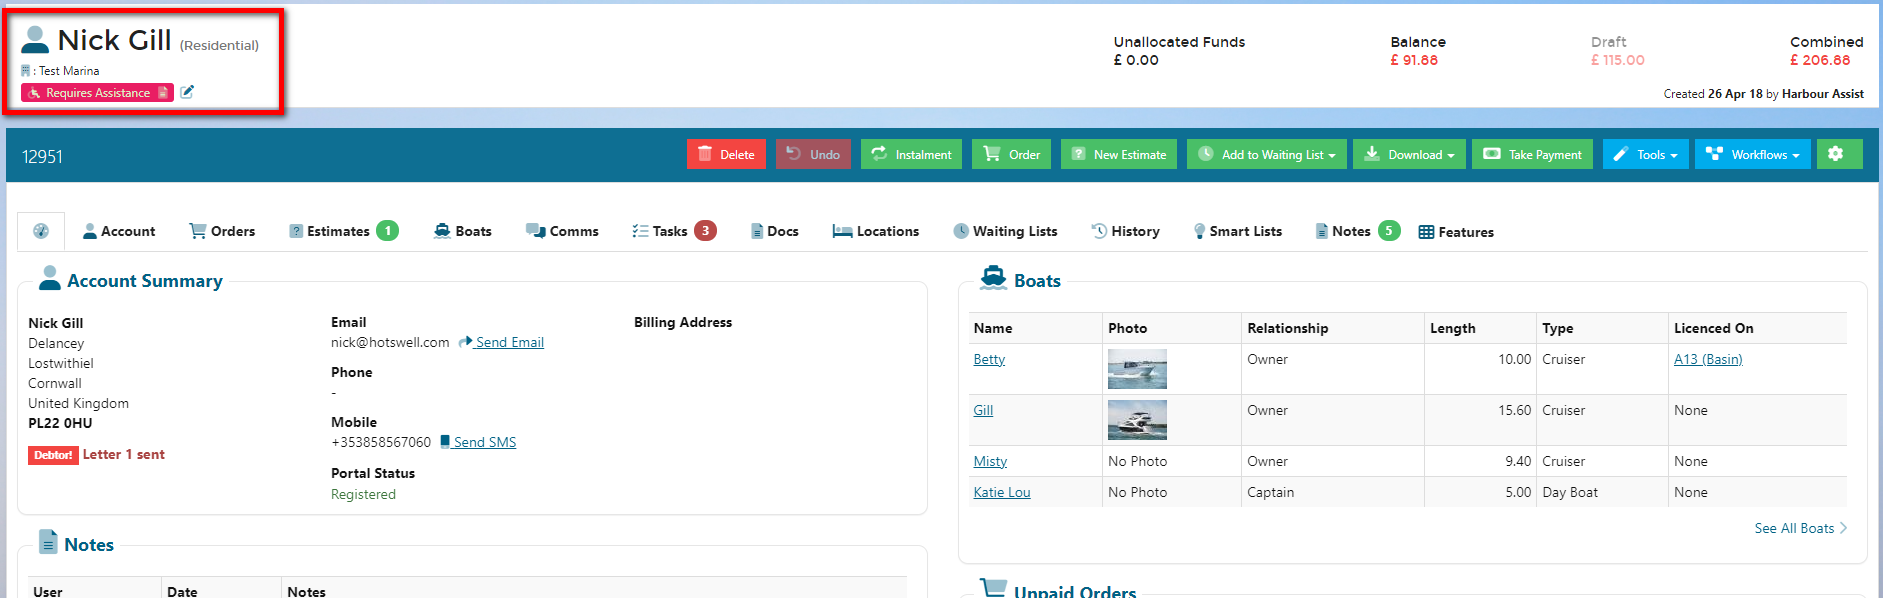 Nick Gill (Residential)
: Test Marina
Requires Assistance
Unallocated Funds
£ 0.00
Balance
£ 91.88
Draft
£ 115.00
Combined
£ 206.88
Created 26 Apr 18 by Harbour Assist
12951
Delete
Undo
Instalment
Order
New Estimate
Add to Waiting List
Download
Take Payment
Tools
Workflows
Account
Orders
Estimates 1
Boats
Comms
Tasks 3
Docs
Locations
Waiting Lists
History
Smart Lists
Notes 5
Features
Account Summary
Nick Gill
Delancey
Lostwithiel
Cornwall
United Kingdom
PL22 0HU
Debtor! Letter 1 sent
Email
nick@hotswell.com Send Email
Phone
-
Mobile
+353858567060 Send SMS
Portal Status
Registered
Billing Address
Boats
Name Photo Relationship Length Type Licenced On
Betty Owner 10.00 Cruiser A13 (Basin)
Gill Owner 15.60 Cruiser None
Misty No Photo Owner 9.40 Cruiser None
Katie Lou No Photo Captain 5.00 Day Boat None
See All Boats
Notes
User Date Notes
Unpaid Orders